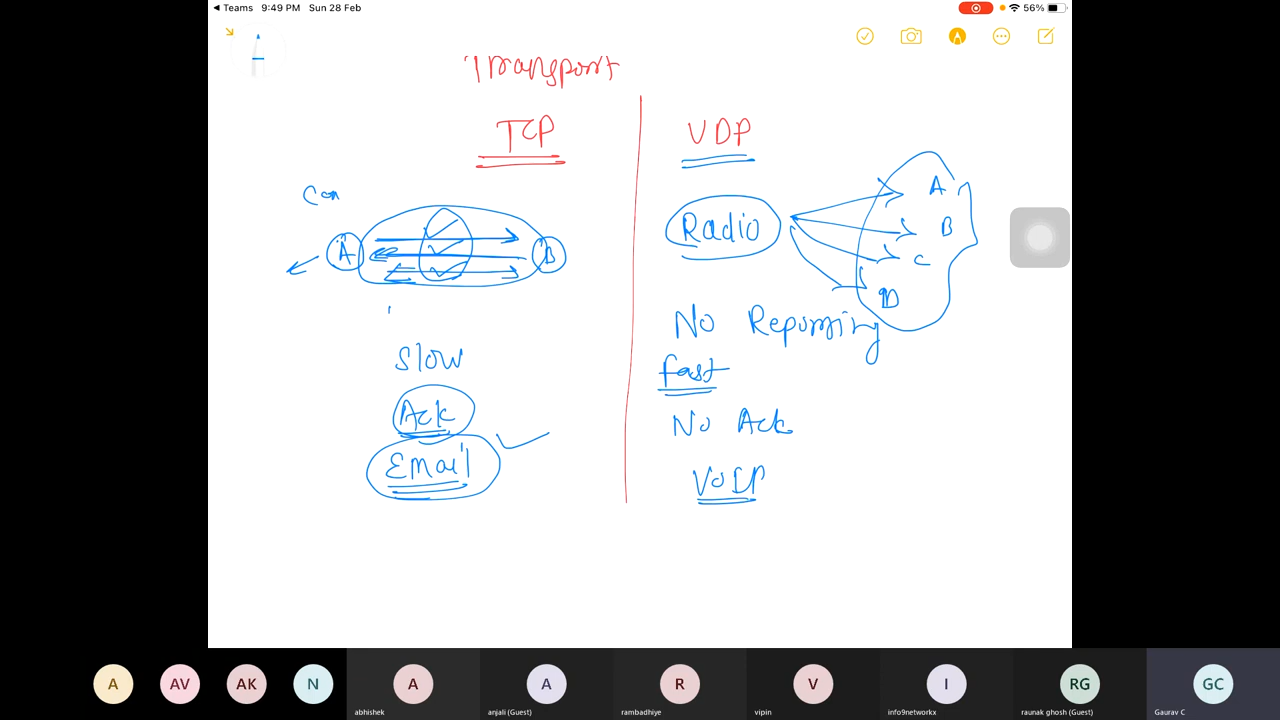 Teams 9:49 PM Sun 28 Feb 56%
Transport
TCP
UDP
Con
A
B
Radio
A
B
C
D
No
Slow
fast
Ack
No Ack
Email
VoIP
A
AV
AK
N
A
abhishek
A
anjali (Guest)
R
rambadhiye
V
vipin
I
info9networkx
RG
raunak ghosh (Guest)
GC
Gaurav C